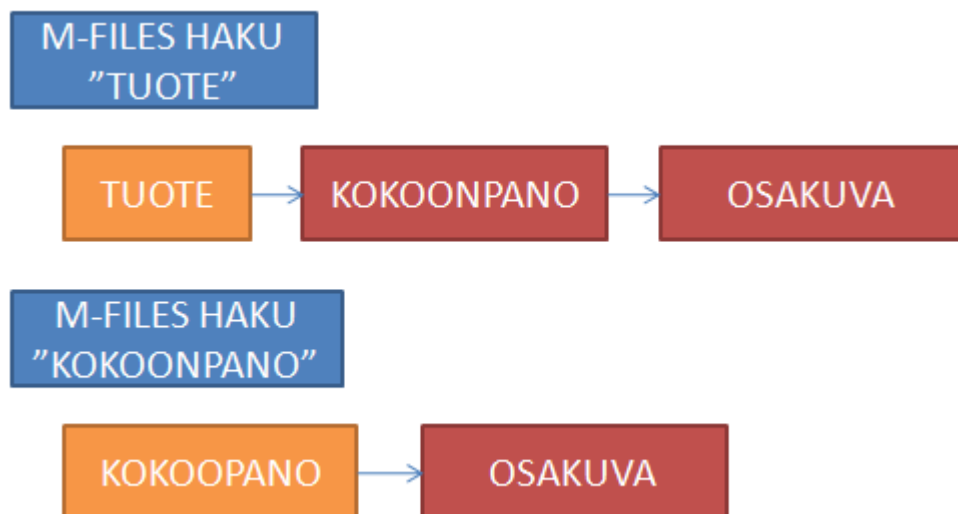 M-FILES HAKU
”TUOTE”
TUOTE
KOKOONPANO
OSAKUVA
M-FILES HAKU
”KOKOONPANO”
KOKOOPANO
OSAKUVA